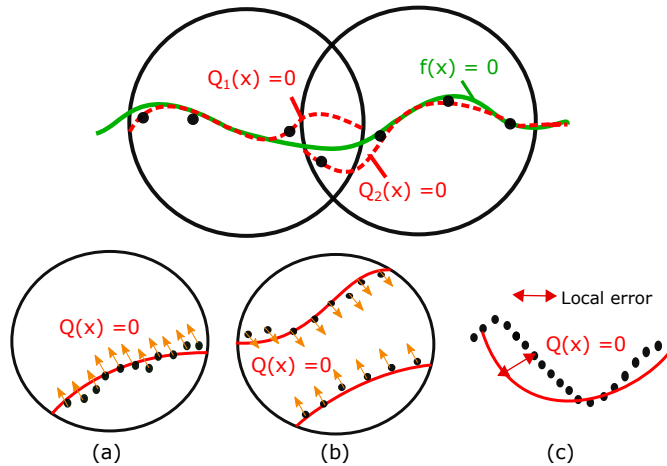 Q₁(x) =0
f(x) = 0
Q₂(x) =0
Local error
Q(x) =0
Q(x) =0
Q(x) =0
(a)
(b)
(c)